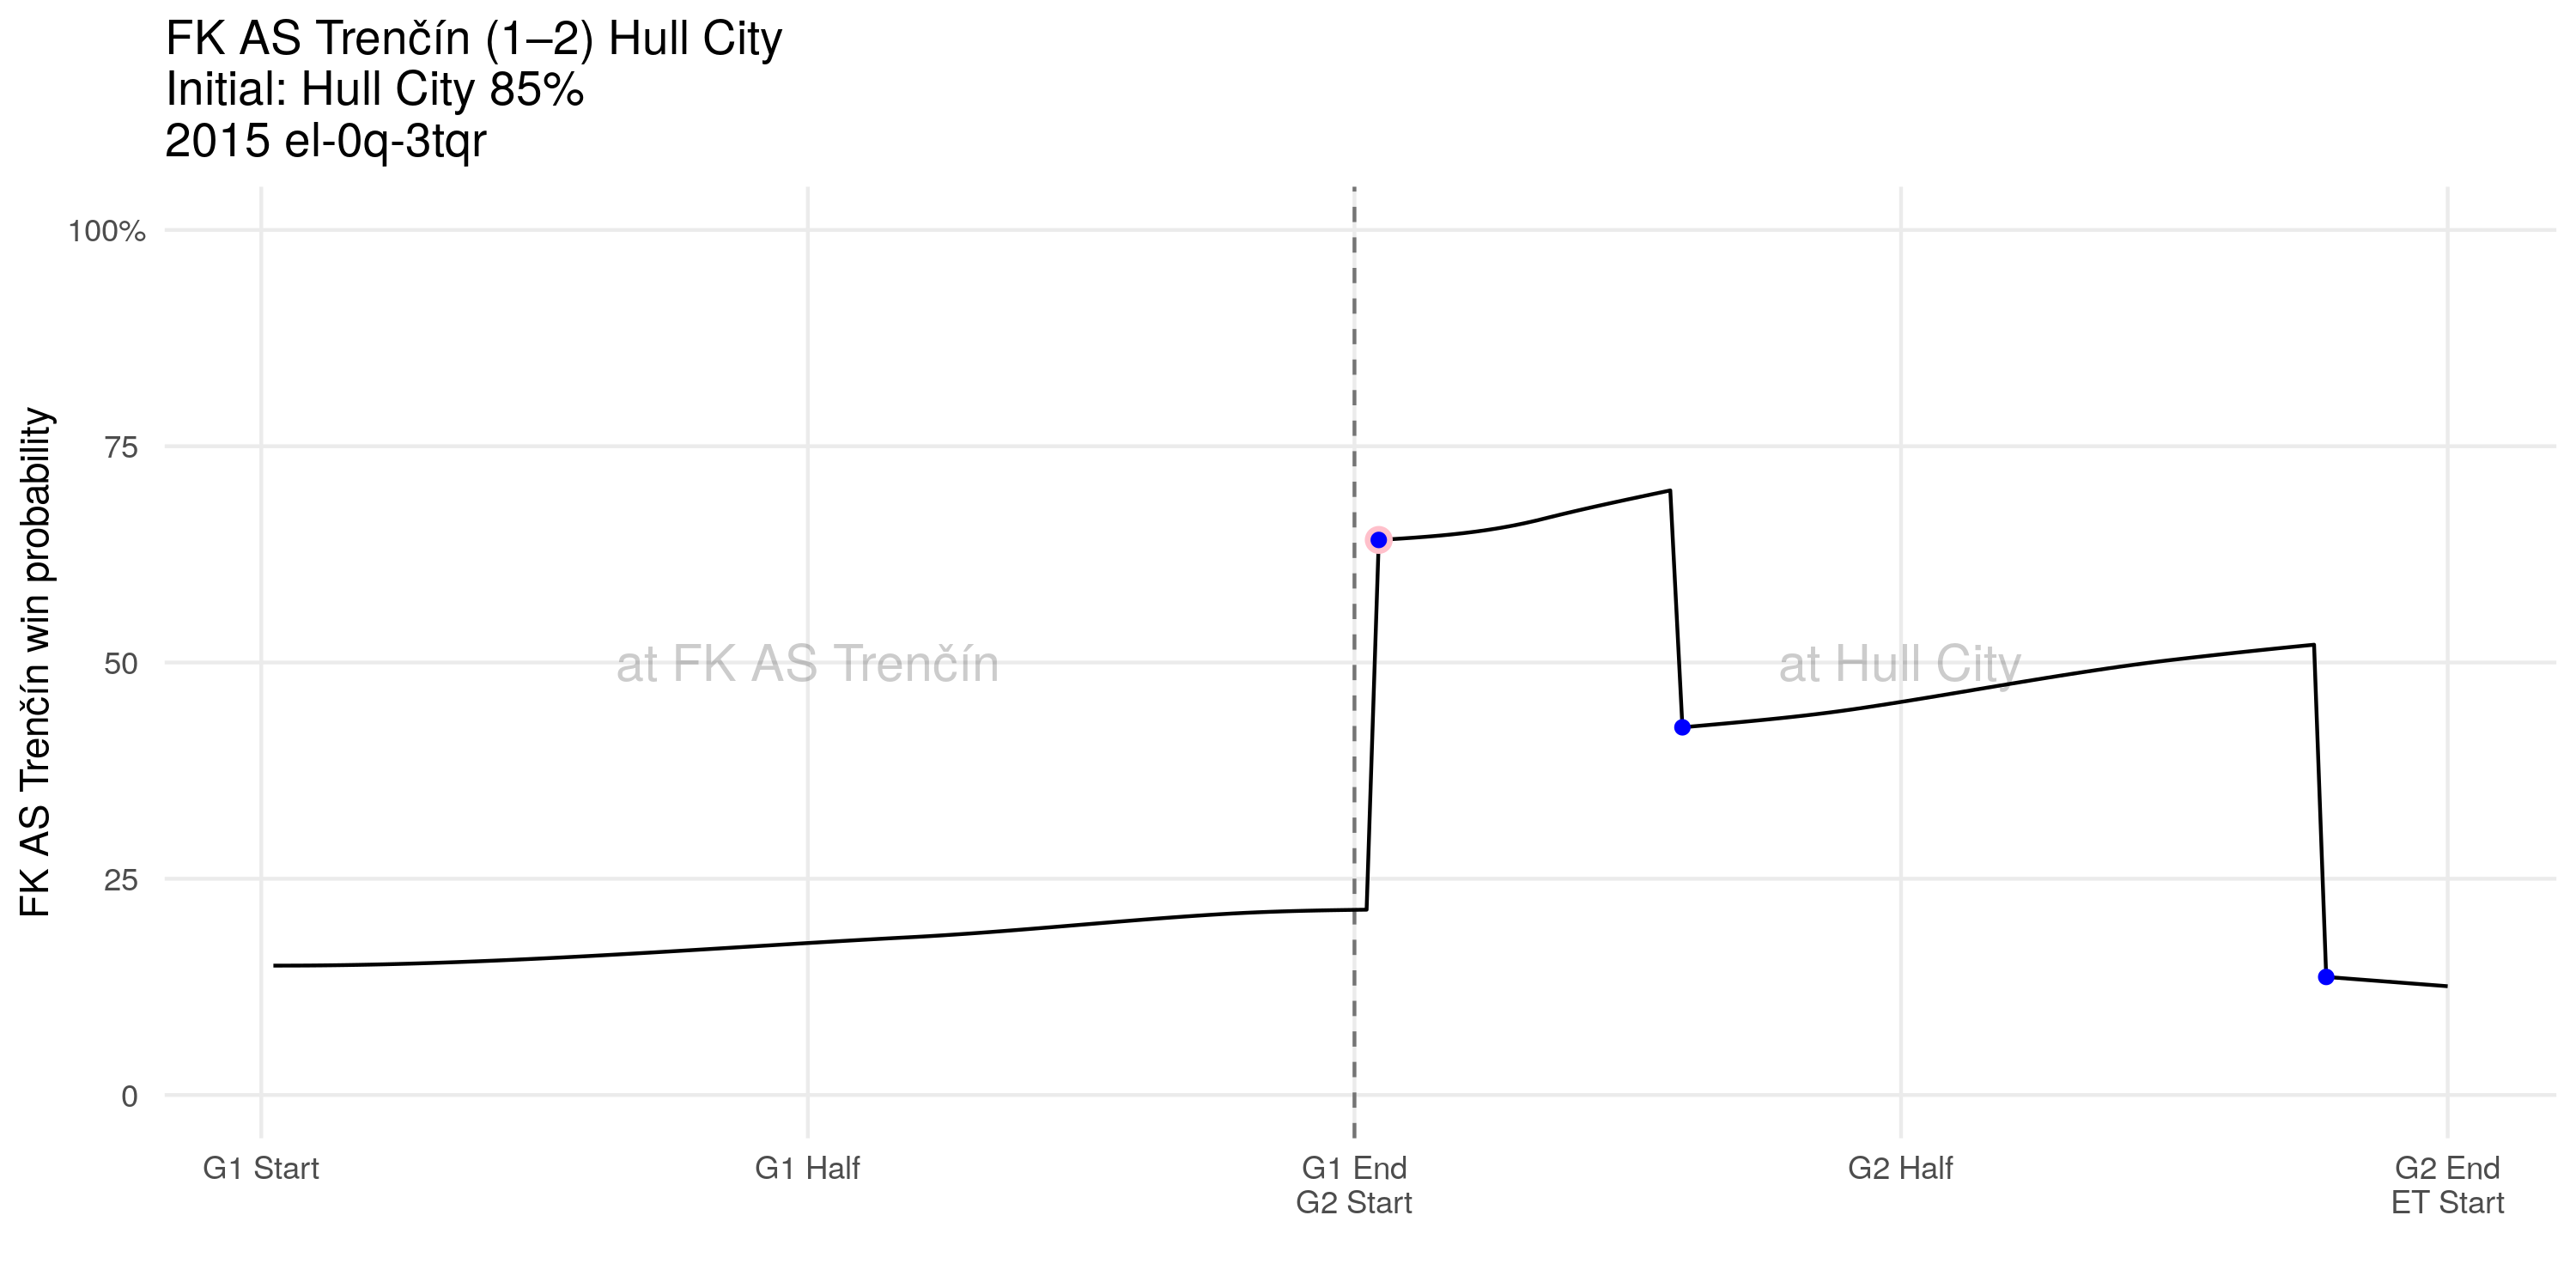 FK AS Trenčín (1–2) Hull City
Initial: Hull City 85%
2015 el-0q-3tqr
FK AS Trenčín win probability
100%
75
50
25
0
at FK AS Trenčín
at Hull City
G1 Start
G1 Half
G1 End
G2 Start
G2 Half
G2 End
ET Start